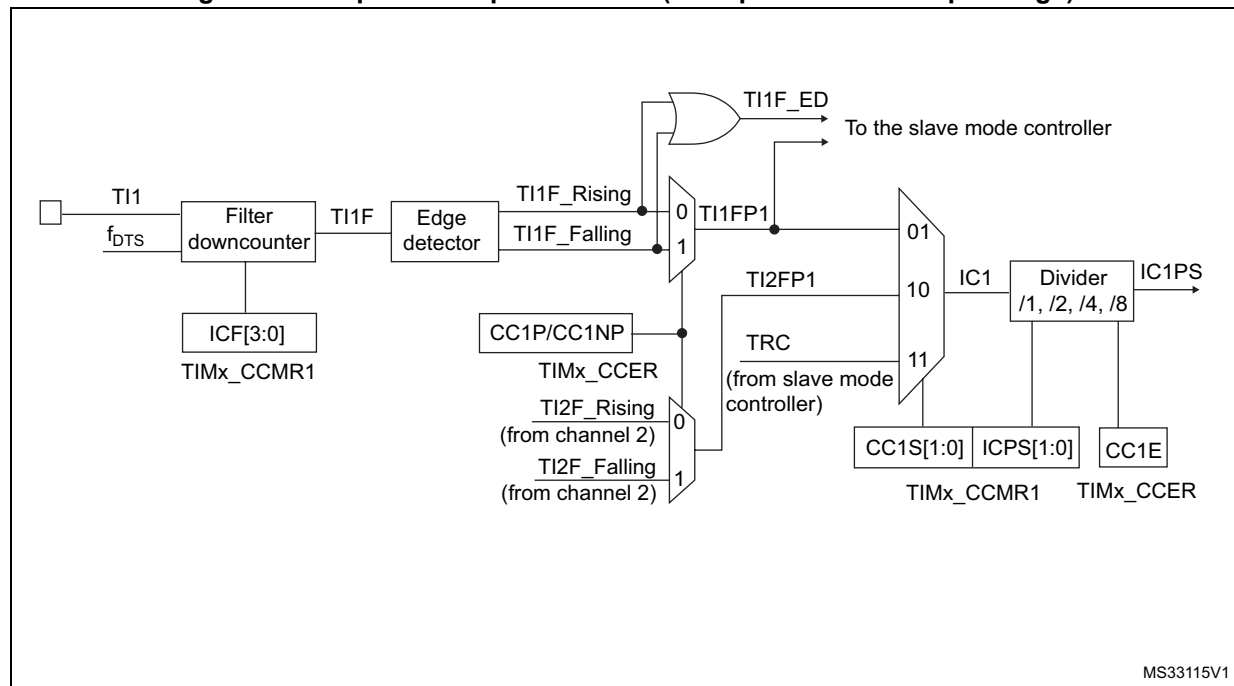 TI1F_ED
To the slave mode controller
TI1
f_DTS
Filter
downcounter
TI1F
Edge
detector
TI1F_Rising
TI1F_Falling
0
1
TI1FP1
01
TI2FP1
10
IC1
Divider
/1, /2, /4, /8
IC1PS
ICF[3:0]
TIMx_CCMR1
CC1P/CC1NP
TIMx_CCER
TRC
11
(from slave mode
controller)
TI2F_Rising
(from channel 2)
0
TI2F_Falling
(from channel 2)
1
CC1S[1:0]
ICPS[1:0]
CC1E
TIMx_CCMR1
TIMx_CCER
MS33115V1